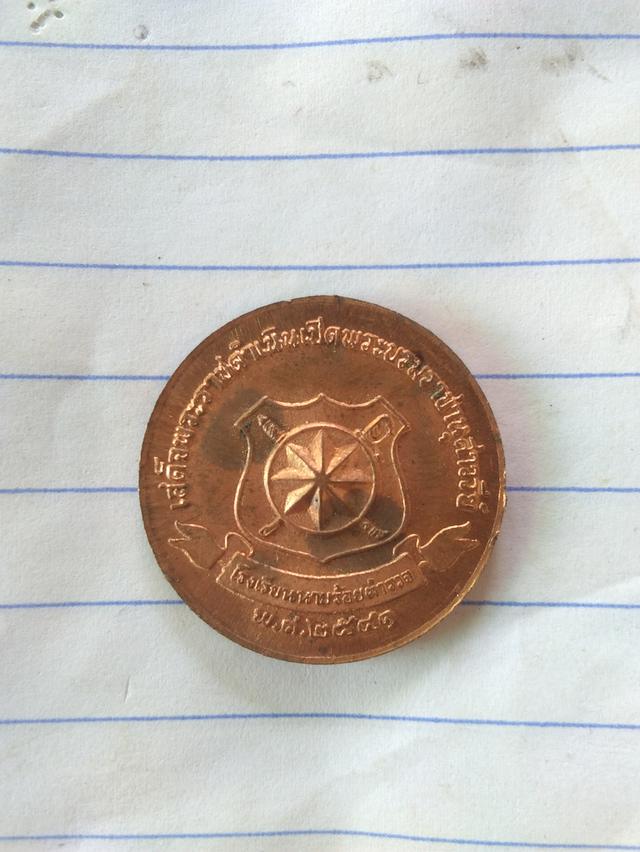 เสด็จพระราชดำเนินเปิดพระบรมราชานุสาวรีย์
โรงเรียนนายร้อยตำรวจ
พ.ศ.๒๕๔๑